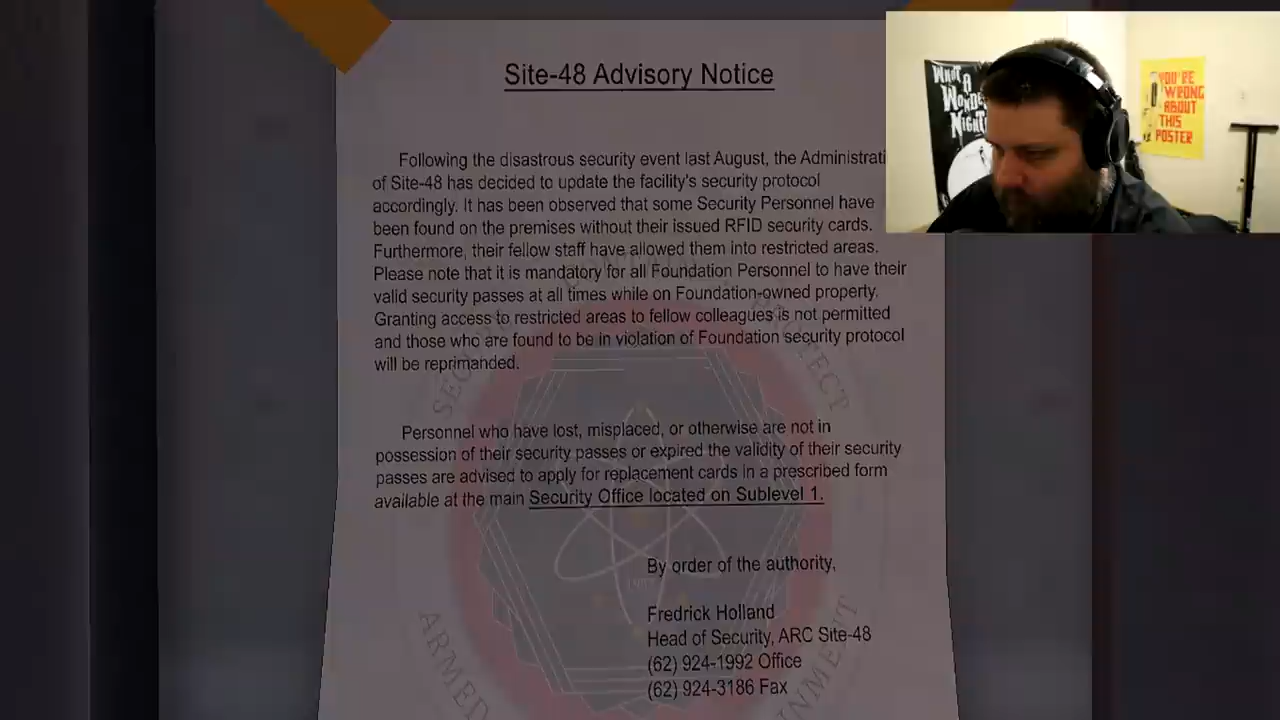 Site-48 Advisory Notice
Following the disastrous security event last August, the Administrati
of Site-48 has decided to update the facility's security protocol
accordingly. It has been observed that some Security Personnel have
been found on the premises without their issued RFID security cards.
Furthermore, their fellow staff have allowed them into restricted areas.
Please note that it is mandatory for all Foundation Personnel to have their
valid security passes at all times while on Foundation-owned property.
Granting access to restricted areas to fellow colleagues is not permitted
and those who are found to be in violation of Foundation security protocol
will be reprimanded.
Personnel who have lost, misplaced, or otherwise are not in
possession of their security passes or expired the validity of their security
passes are advised to apply for replacement cards in a prescribed form
available at the main Security Office located on Sublevel 1.
By order of the authority,
Fredrick Holland
Head of Security, ARC Site-48
(62) 924-1992 Office
(62) 924-3186 Fax
ARMED
WHAT A
WONDE
NIGHT
YOU'RE
WRONG
ABOUT
THIS
POSTER